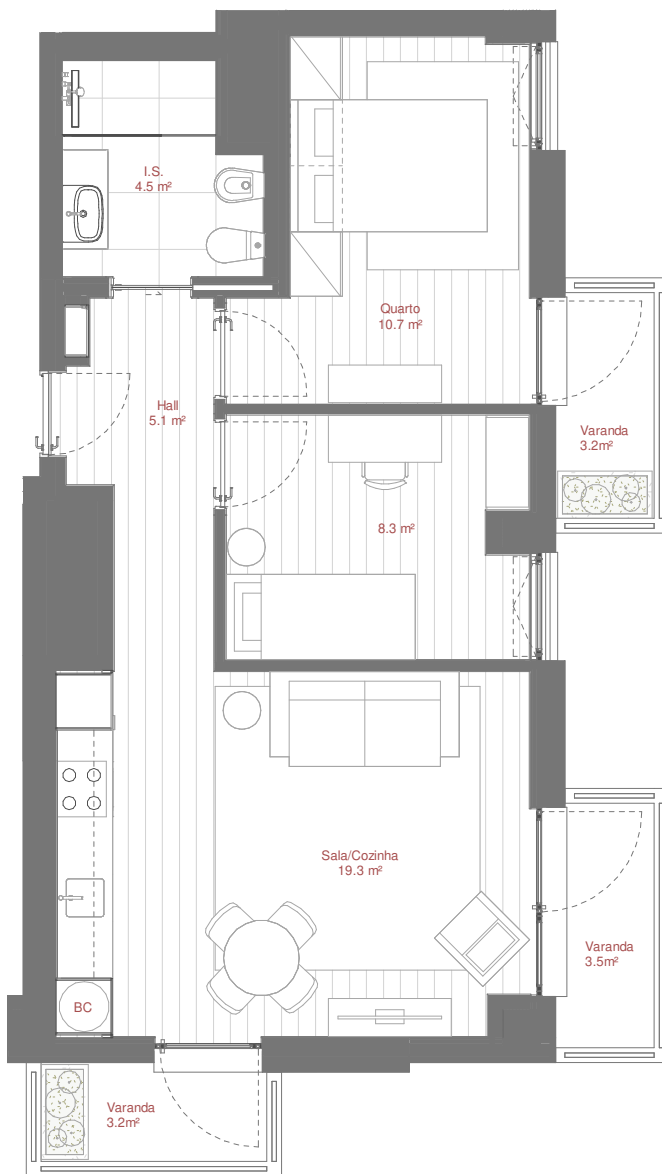 I.S.
4.5 m²
Quarto
10.7 m²
Hall
5.1 m²
Varanda
3.2m²
8.3 m²
Sala/Cozinha
19.3 m²
Varanda
3.5m²
BC
Varanda
3.2m²